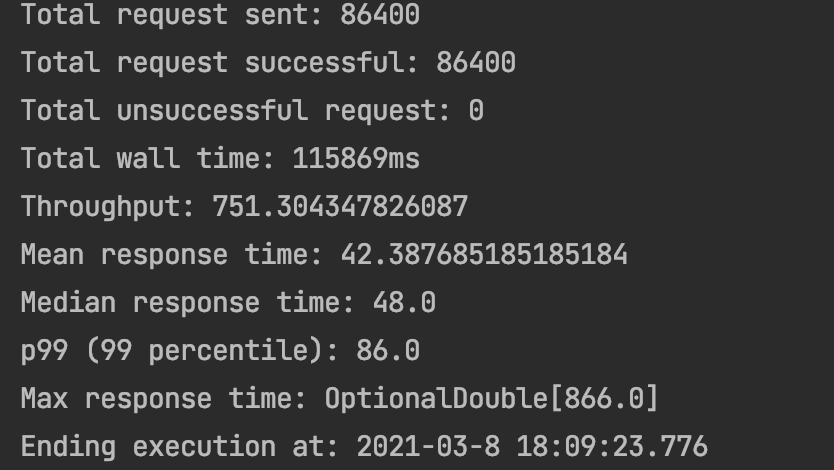 Total request sent: 86400
Total request successful: 86400
Total unsuccessful request: 0
Total wall time: 115869ms
Throughput: 751.304347826087
Mean response time: 42.387685185185184
Median response time: 48.0
p99 (99 percentile): 86.0
Max response time: OptionalDouble[866.0]
Ending execution at: 2021-03-8 18:09:23.776